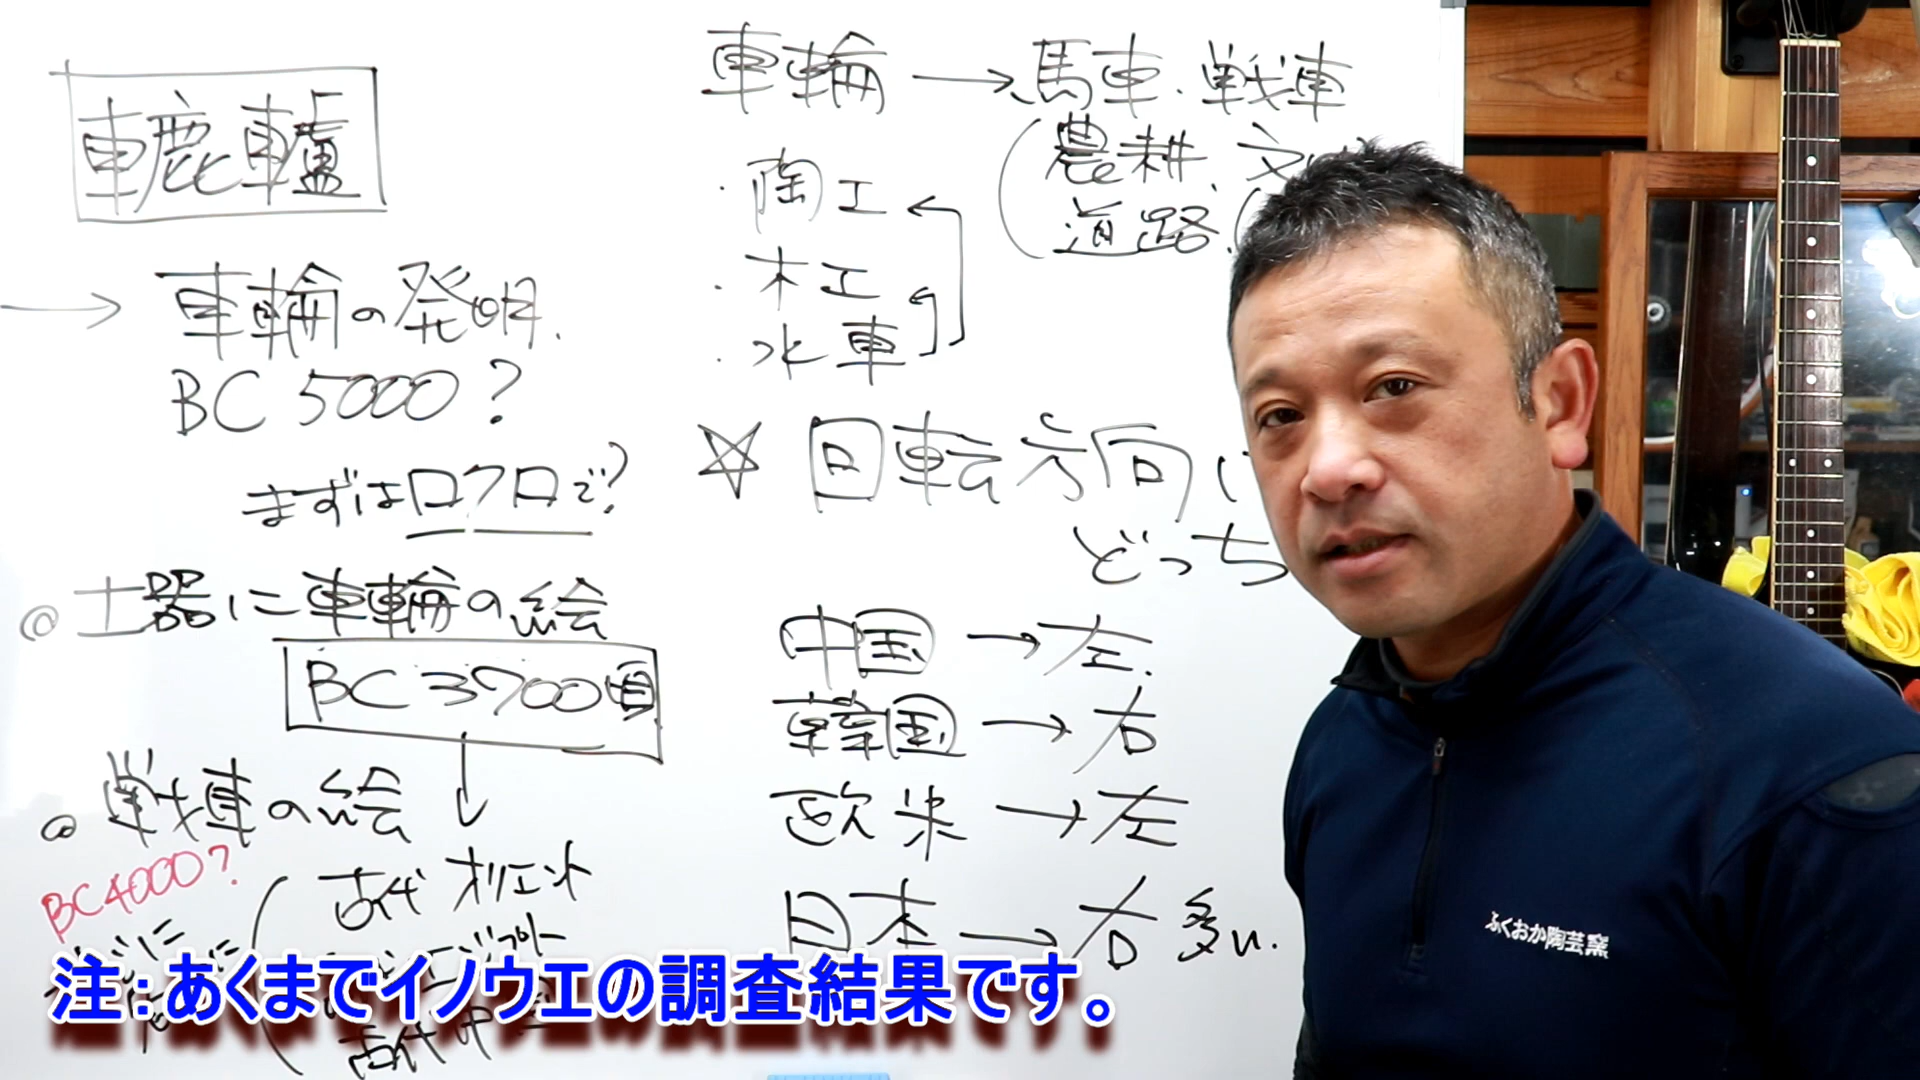 轆轤
→ 車輪の発明.
BC 5000?
まずはロクロで?
◎ 土器に車輪の絵
BC3700頃
◎ 戦車の絵
BC4000?
古代オリエント
エジプト
古代中
車輪 → 馬車. 戦車
(農耕.
道路.
・陶工
・木工
・水車
☆ 回転方向は
どっち
中国 → 左.
韓国 → 右
欧米 → 左
日本 → 右多い.
注：あくまでイノウエの調査結果です。
ふくおか陶芸窯